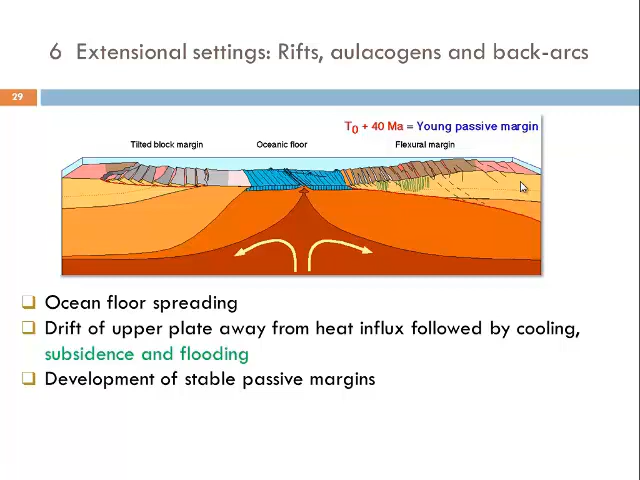 6 Extensional settings: Rifts, aulacogens and back-arcs
29
T0 + 40 Ma = Young passive margin
Tilted block margin Oceanic floor Flexural margin
Ocean floor spreading
Drift of upper plate away from heat influx followed by cooling,
subsidence and flooding
Development of stable passive margins